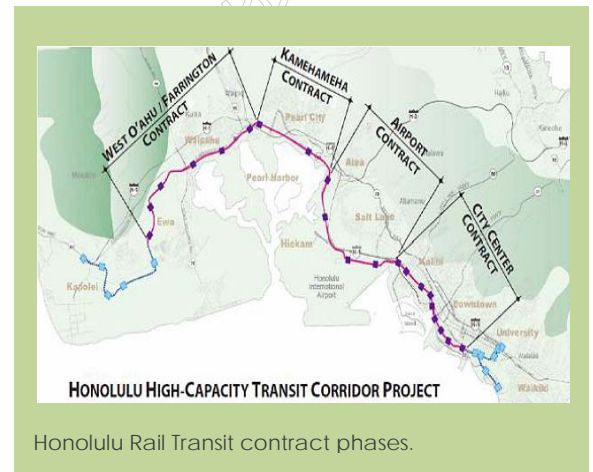 WEST O'AHU / FARRINGTON
CONTRACT
KAMEHAMEHA
CONTRACT
AIRPORT
CONTRACT
CITY CENTER
CONTRACT
Pearl City
Waipahu
Aiea
Pearl Harbor
Ewa
Salt Lake
Hickam
Kalihi
Kapolei
Honolulu
International
Airport
Downtown
University
Waikiki
HONOLULU HIGH-CAPACITY TRANSIT CORRIDOR PROJECT
Honolulu Rail Transit contract phases.